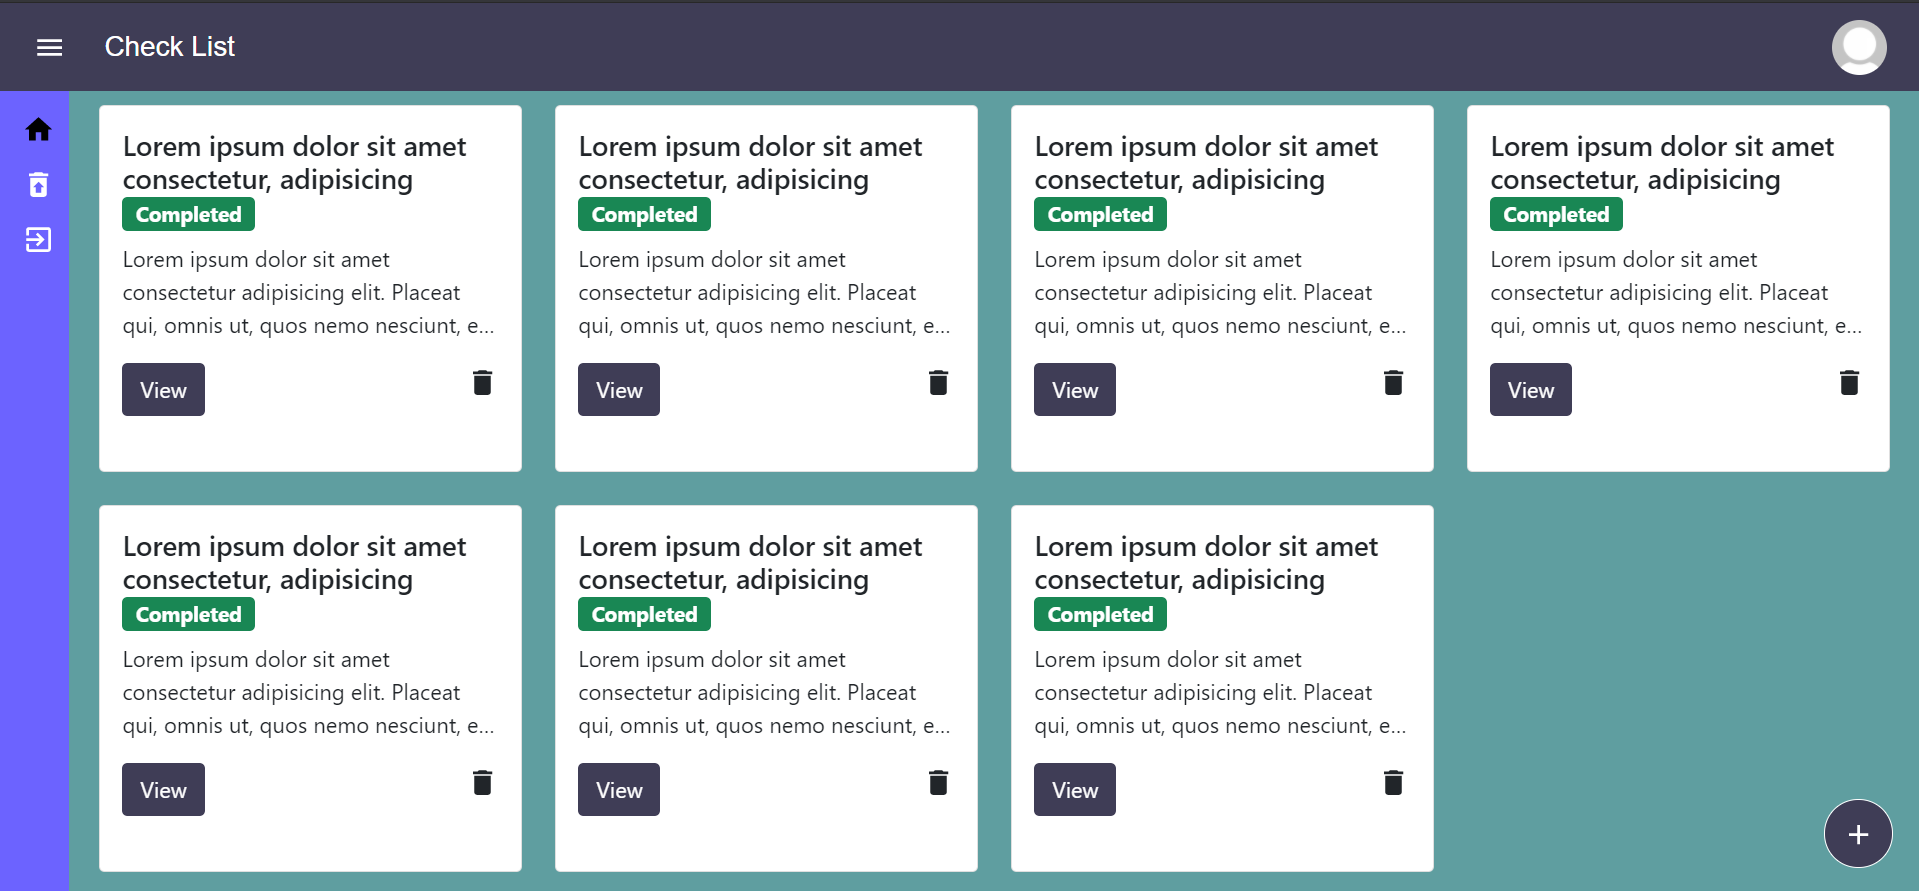 Check List
Lorem ipsum dolor sit amet
consectetur, adipisicing
Completed
Lorem ipsum dolor sit amet
consectetur adipisicing elit. Placeat
qui, omnis ut, quos nemo nesciunt, e...
View
Lorem ipsum dolor sit amet
consectetur, adipisicing
Completed
Lorem ipsum dolor sit amet
consectetur adipisicing elit. Placeat
qui, omnis ut, quos nemo nesciunt, e...
View
Lorem ipsum dolor sit amet
consectetur, adipisicing
Completed
Lorem ipsum dolor sit amet
consectetur adipisicing elit. Placeat
qui, omnis ut, quos nemo nesciunt, e...
View
Lorem ipsum dolor sit amet
consectetur, adipisicing
Completed
Lorem ipsum dolor sit amet
consectetur adipisicing elit. Placeat
qui, omnis ut, quos nemo nesciunt, e...
View
Lorem ipsum dolor sit amet
consectetur, adipisicing
Completed
Lorem ipsum dolor sit amet
consectetur adipisicing elit. Placeat
qui, omnis ut, quos nemo nesciunt, e...
View
Lorem ipsum dolor sit amet
consectetur, adipisicing
Completed
Lorem ipsum dolor sit amet
consectetur adipisicing elit. Placeat
qui, omnis ut, quos nemo nesciunt, e...
View
Lorem ipsum dolor sit amet
consectetur, adipisicing
Completed
Lorem ipsum dolor sit amet
consectetur adipisicing elit. Placeat
qui, omnis ut, quos nemo nesciunt, e...
View